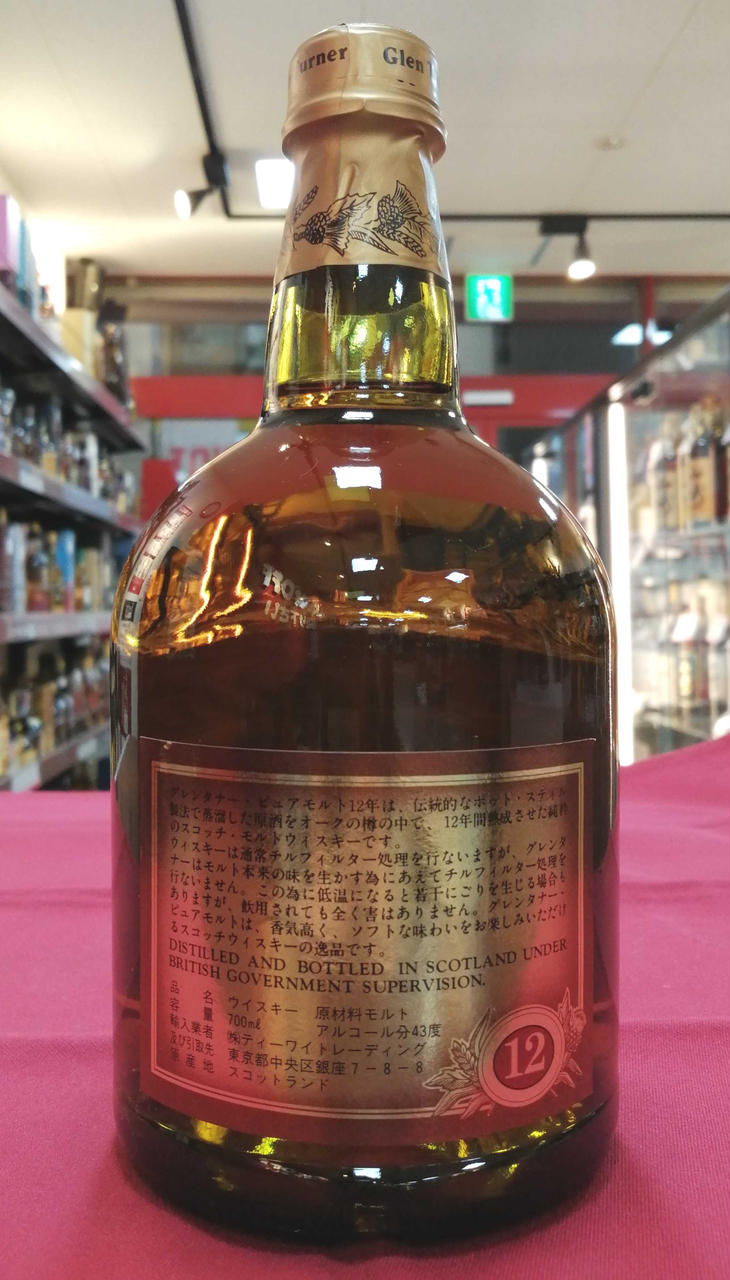 urner Glen T
グレンタナー・ピュアモルト12年は、伝統的なポット・スティル
製法で蒸溜した原酒をオークの樽の中で、12年間熟成させた純粋
のスコッチ・モルトウィスキーです。
ウィスキーは通常チルフィルター処理を行ないますが、グレンタ
ナーはモルト本来の味を生かす為にあえてチルフィルター処理を
行ないません。この為に低温になると若干にごりを生じる場合も
ありますが、飲用されても全く害はありません。グレンタナー・
ピュアモルトは、香気高く、ソフトな味わいをお楽しみいただけ
るスコッチウィスキーの逸品です。
DISTILLED AND BOTTLED IN SCOTLAND UNDER
BRITISH GOVERNMENT SUPERVISION.
品名 ウイスキー 原材料モルト
容量 700mℓ アルコール分43度
輸入業者 ㈱ティーワイトレーディング
及び引取先 東京都中央区銀座7-8-8
原産地 スコットランド
12